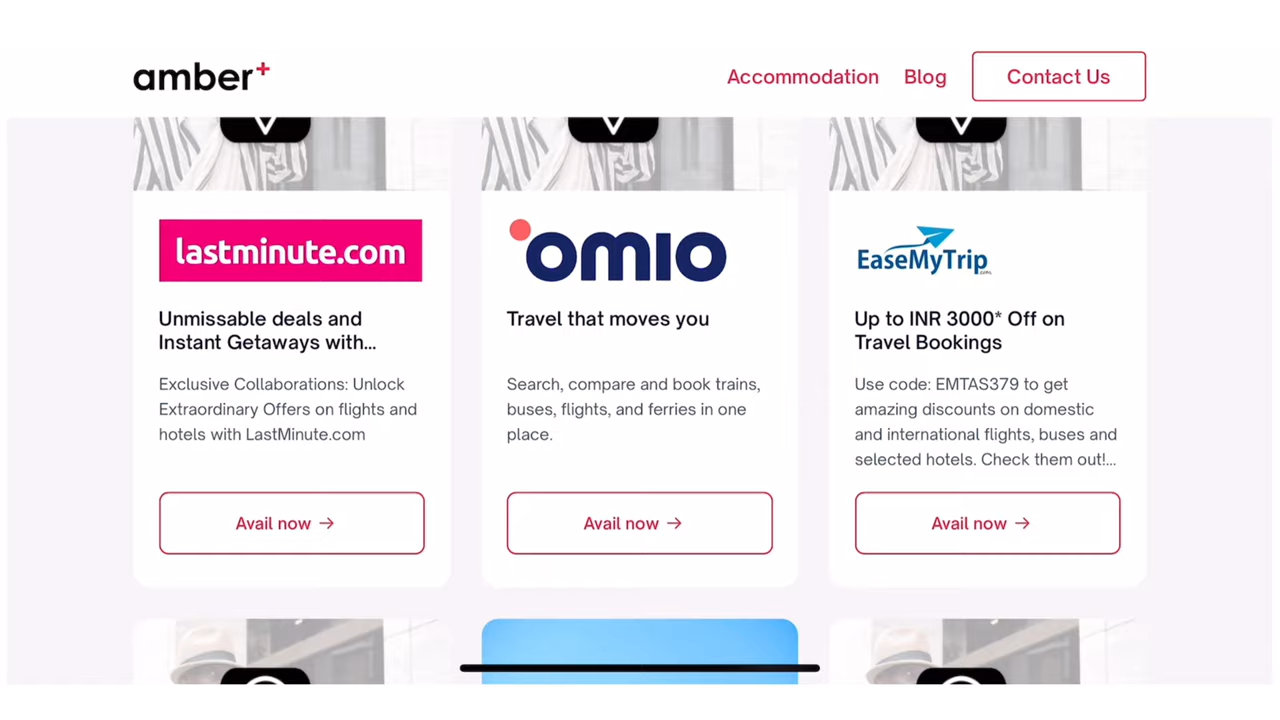 amber+
Accommodation
Blog
Contact Us
lastminute.com
Unmissable deals and
Instant Getaways with...
Exclusive Collaborations: Unlock
Extraordinary Offers on flights and
hotels with LastMinute.com
Avail now →
omio
Travel that moves you
Search, compare and book trains,
buses, flights, and ferries in one
place.
Avail now →
EaseMyTrip.com
Up to INR 3000* Off on
Travel Bookings
Use code: EMTAS379 to get
amazing discounts on domestic
and international flights, buses and
selected hotels. Check them out!...
Avail now →